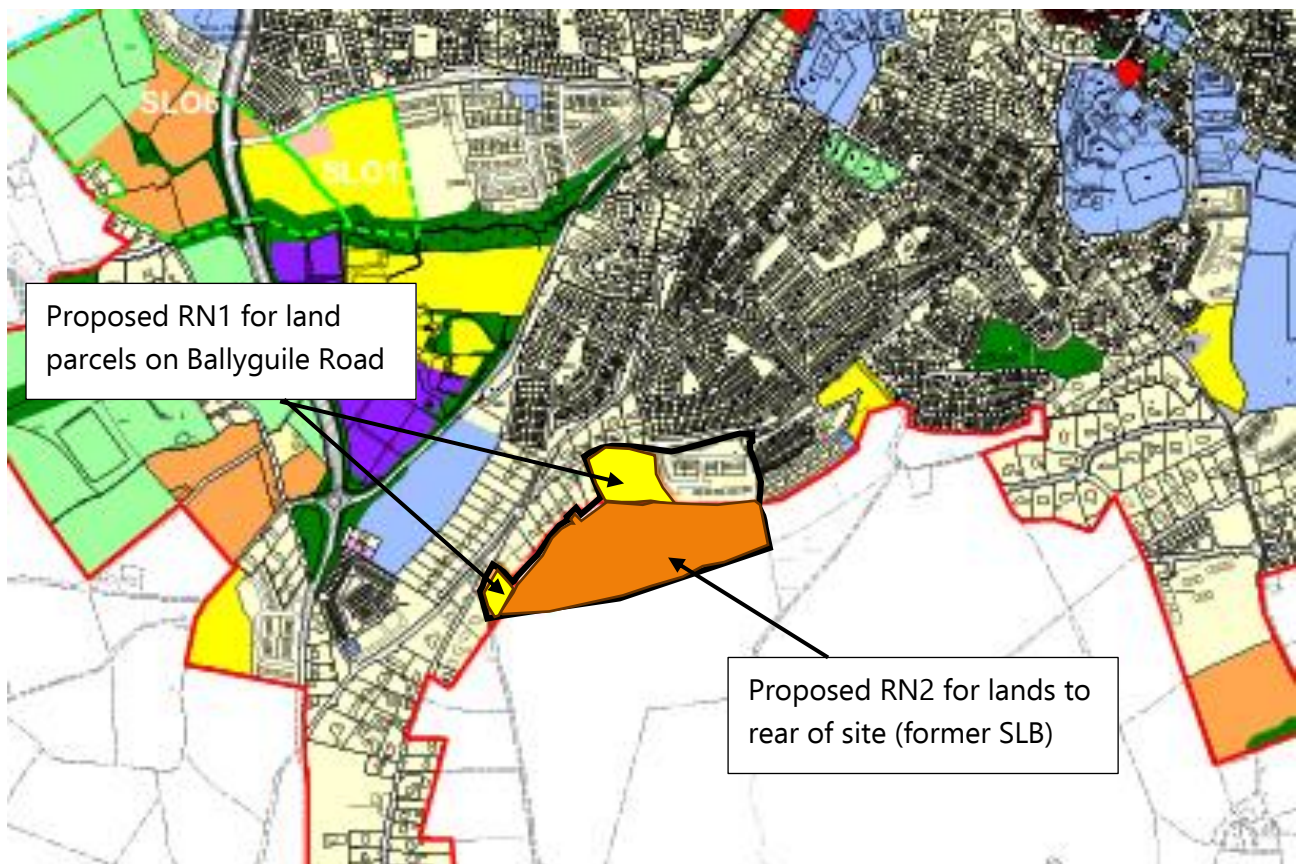 SLO6
SLO1
Proposed RN1 for land
parcels on Ballyguile Road
Proposed RN2 for lands to
rear of site (former SLB)